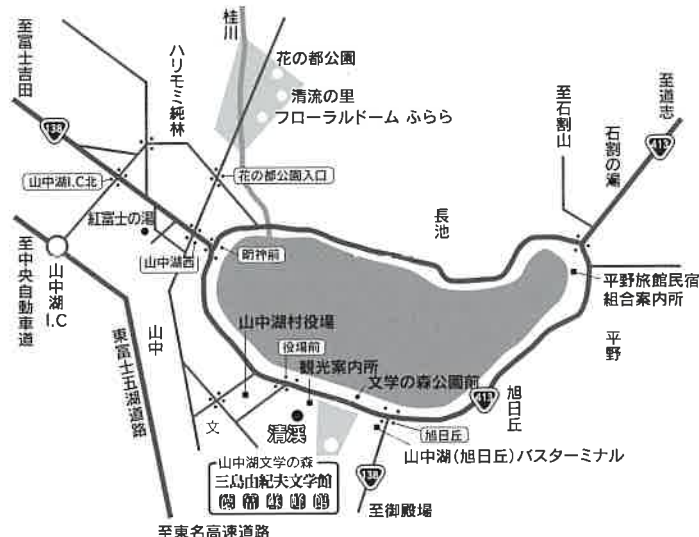 至富士吉田
ハリモミ純林
桂川
花の都公園
清流の里
フローラルドーム ふらら
138
山中湖I.C北
花の都公園入口
紅富士の湯
山中湖西
明神前
至中央自動車道
山中湖
I.C
東富士五湖道路
山中
長池
至石割山
石割の湯
至道志
413
平野旅館民宿
組合案内所
平野
山中湖村役場
役場前
観光案内所
文学の森公園前
413
旭日丘
文
清渓
旭日丘
山中湖(旭日丘)バスターミナル
山中湖文学の森
三島由紀夫文学館
138
至御殿場
至東名高速道路